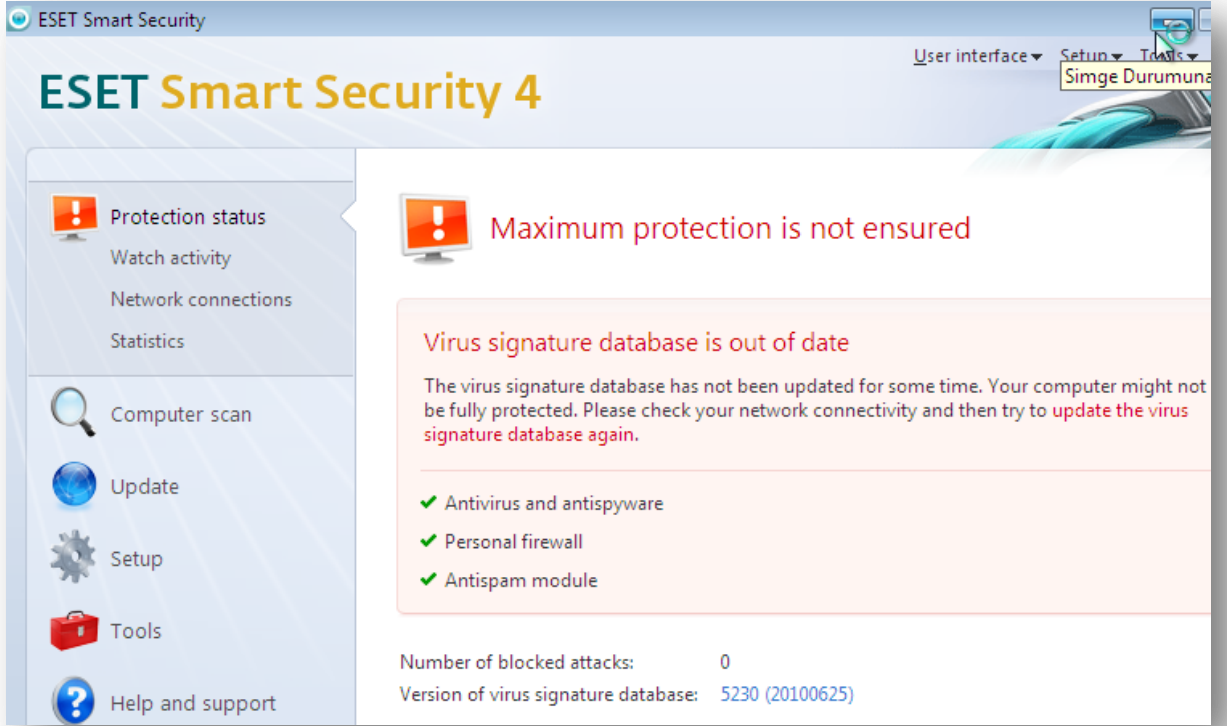 ESET Smart Security
User interface Setup Tools
Simge Durumuna
ESET Smart Security 4
Protection status
Watch activity
Network connections
Statistics
Computer scan
Update
Setup
Tools
Help and support
Maximum protection is not ensured
Virus signature database is out of date
The virus signature database has not been updated for some time. Your computer might not
be fully protected. Please check your network connectivity and then try to update the virus
signature database again.
Antivirus and antispyware
Personal firewall
Antispam module
Number of blocked attacks: 0
Version of virus signature database: 5230 (20100625)